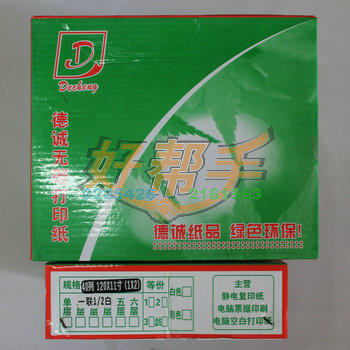 D
Decheng
德诚无
打印纸
好帮手
德诚纸品 绿色环保!
规格 40列 120X11寸(1X2) 等份
单层 一联1/2白 五层 六层
1 2
3
白色
彩色
主营
静电复印纸
电脑票据印刷
电脑空白打印纸